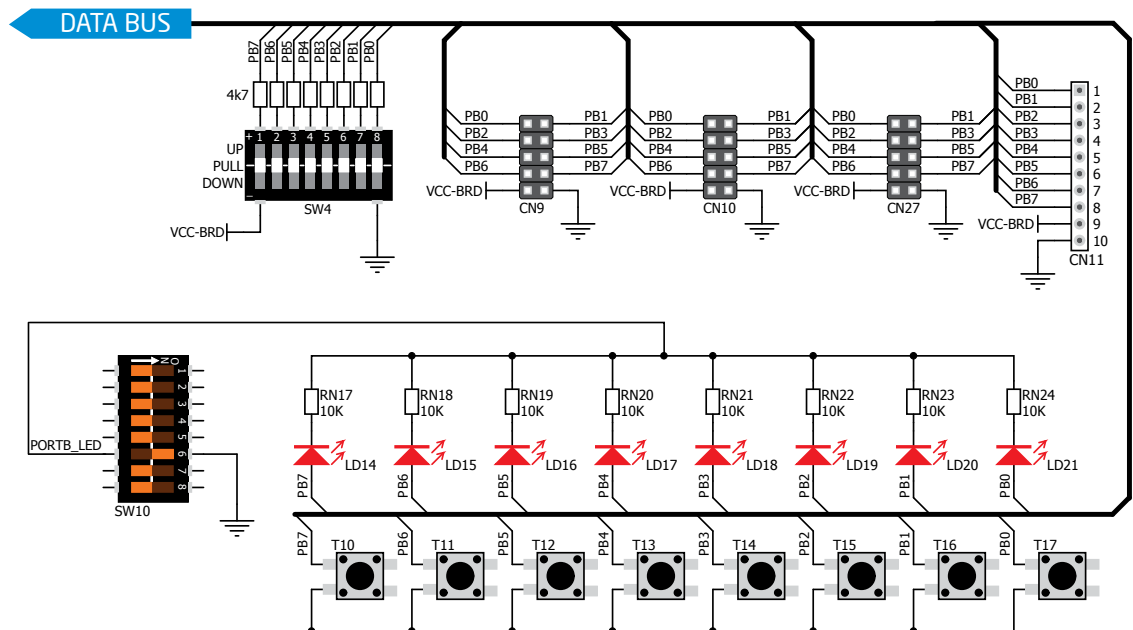 DATA BUS
PB7 PB6 PB5 PB4 PB3 PB2 PB1 PB0
4k7
+ 1 2 3 4 5 6 7 8
UP
PULL
DOWN
_
SW4
VCC-BRD
PB0 PB1
PB2 PB3
PB4 PB5
PB6 PB7
VCC-BRD
CN9
PB0 PB1
PB2 PB3
PB4 PB5
PB6 PB7
VCC-BRD
CN10
PB0 PB1
PB2 PB3
PB4 PB5
PB6 PB7
VCC-BRD
CN27
PB0 1
PB1 2
PB2 3
PB3 4
PB4 5
PB5 6
PB6 7
PB7 8
VCC-BRD 9
10
CN11
ON
1
2
3
4
5
6
7
8
PORTB_LED
SW10
RN17 RN18 RN19 RN20 RN21 RN22 RN23 RN24
10K 10K 10K 10K 10K 10K 10K 10K
LD14 LD15 LD16 LD17 LD18 LD19 LD20 LD21
PB7 PB6 PB5 PB4 PB3 PB2 PB1 PB0
PB7 PB6 PB5 PB4 PB3 PB2 PB1 PB0
T10 T11 T12 T13 T14 T15 T16 T17